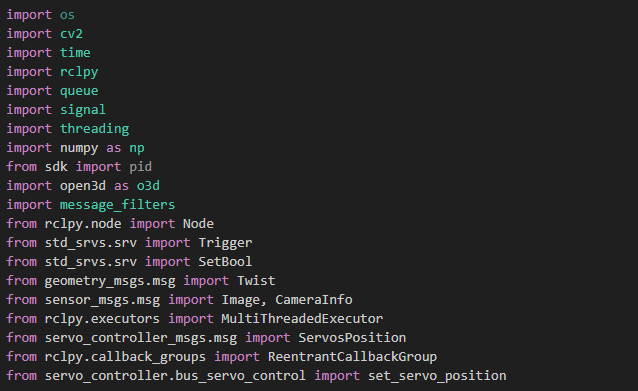 import os
import cv2
import time
import rclpy
import queue
import signal
import threading
import numpy as np
from sdk import pid
import open3d as o3d
import message_filters
from rclpy.node import Node
from std_srvs.srv import Trigger
from std_srvs.srv import SetBool
from geometry_msgs.msg import Twist
from sensor_msgs.msg import Image, CameraInfo
from rclpy.executors import MultiThreadedExecutor
from servo_controller_msgs.msg import ServosPosition
from rclpy.callback_groups import ReentrantCallbackGroup
from servo_controller.bus_servo_control import set_servo_position